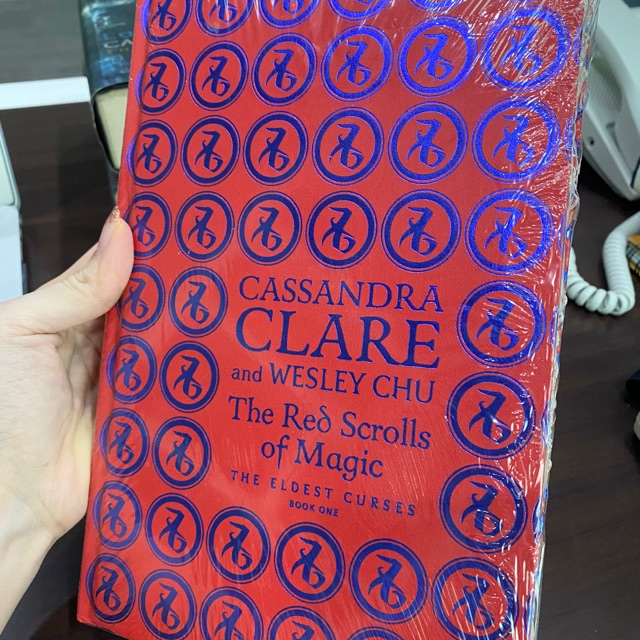 CASSANDRA
CLARE
and WESLEY CHU
The Red Scrolls
of Magic
THE ELDEST CURSES
BOOK ONE